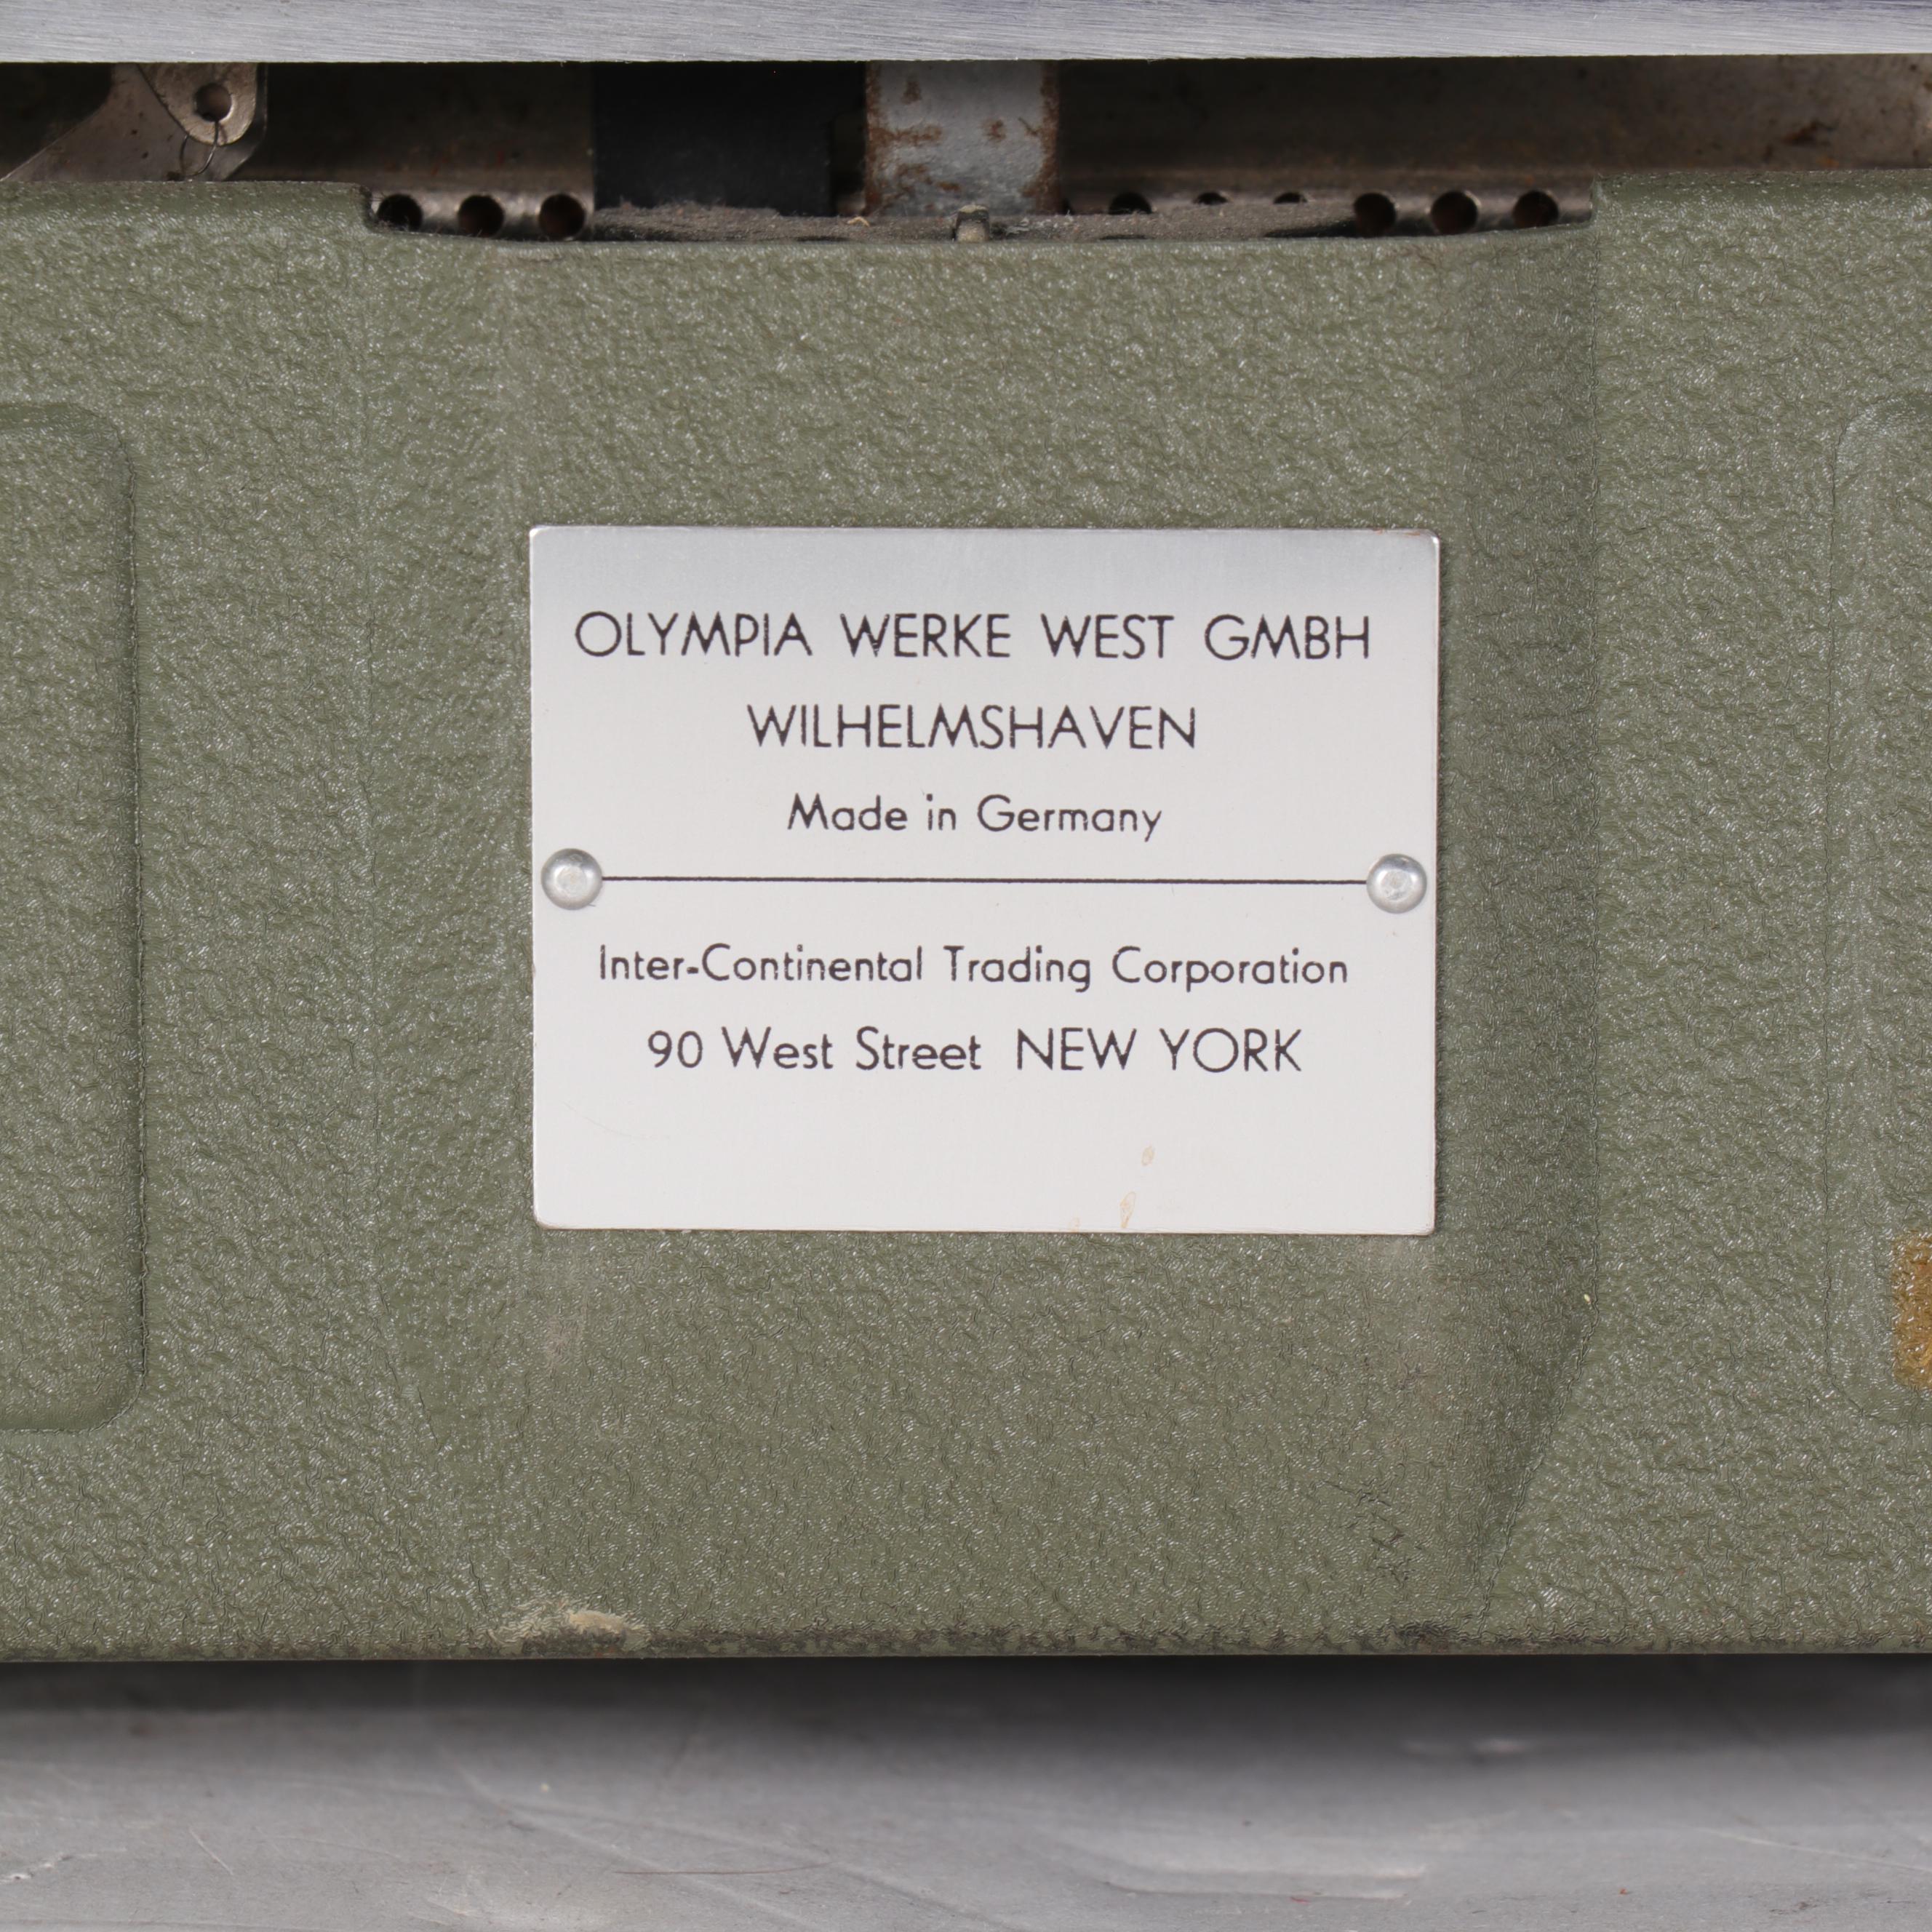 OLYMPIA WERKE WEST GMBH
WILHELMSHAVEN
Made in Germany
Inter-Continental Trading Corporation
90 West Street NEW YORK